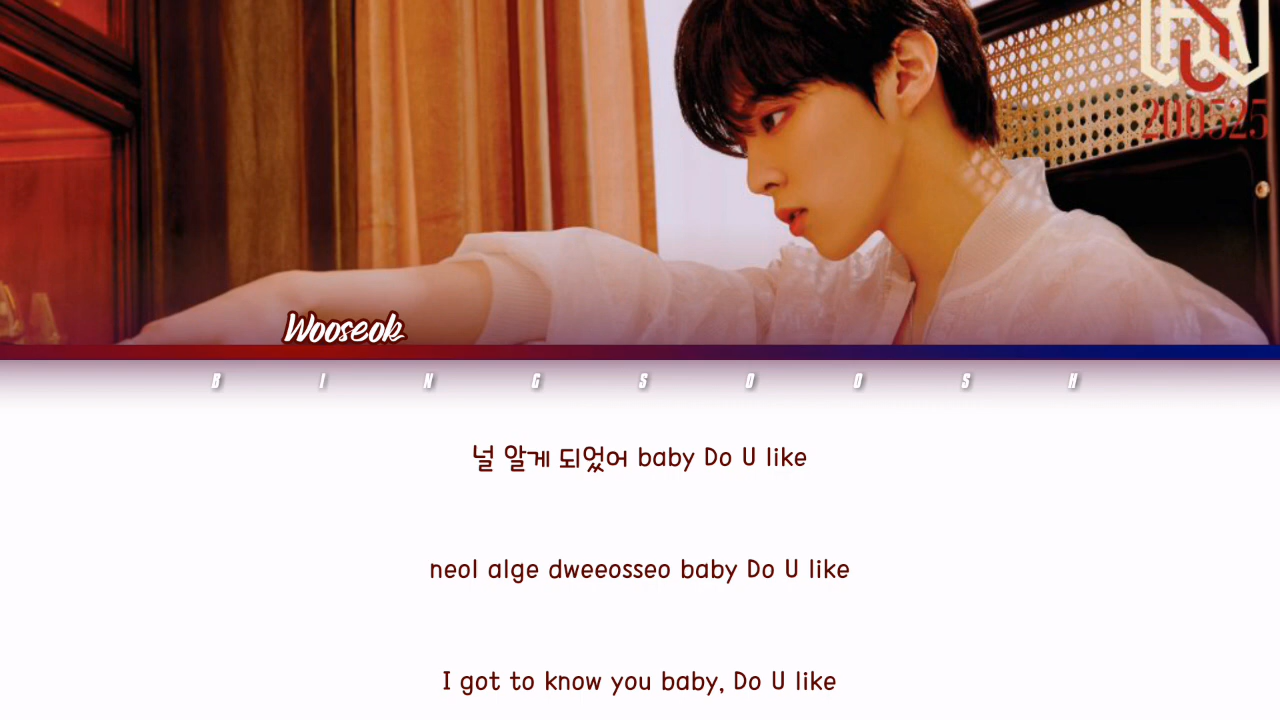 200525
Wooseok
B I N G S O O S H
널 알게 되었어 baby Do U like
neol alge dweeosseo baby Do U like
I got to know you baby, Do U like